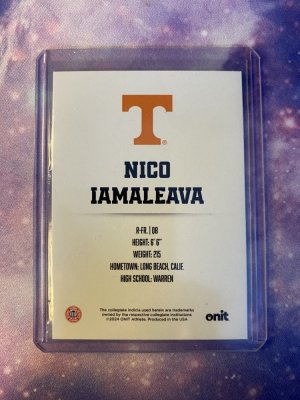 T
NICO
IAMALEAVA
R-FR. | QB
HEIGHT: 6' 6"
WEIGHT: 215
HOMETOWN: LONG BEACH, CALIF.
HIGH SCHOOL: WARREN
The collegiate indicia used herein are trademarks
owned by the respective collegiate institutions
©2024 ONIT Athlete. Produced in the USA
onit